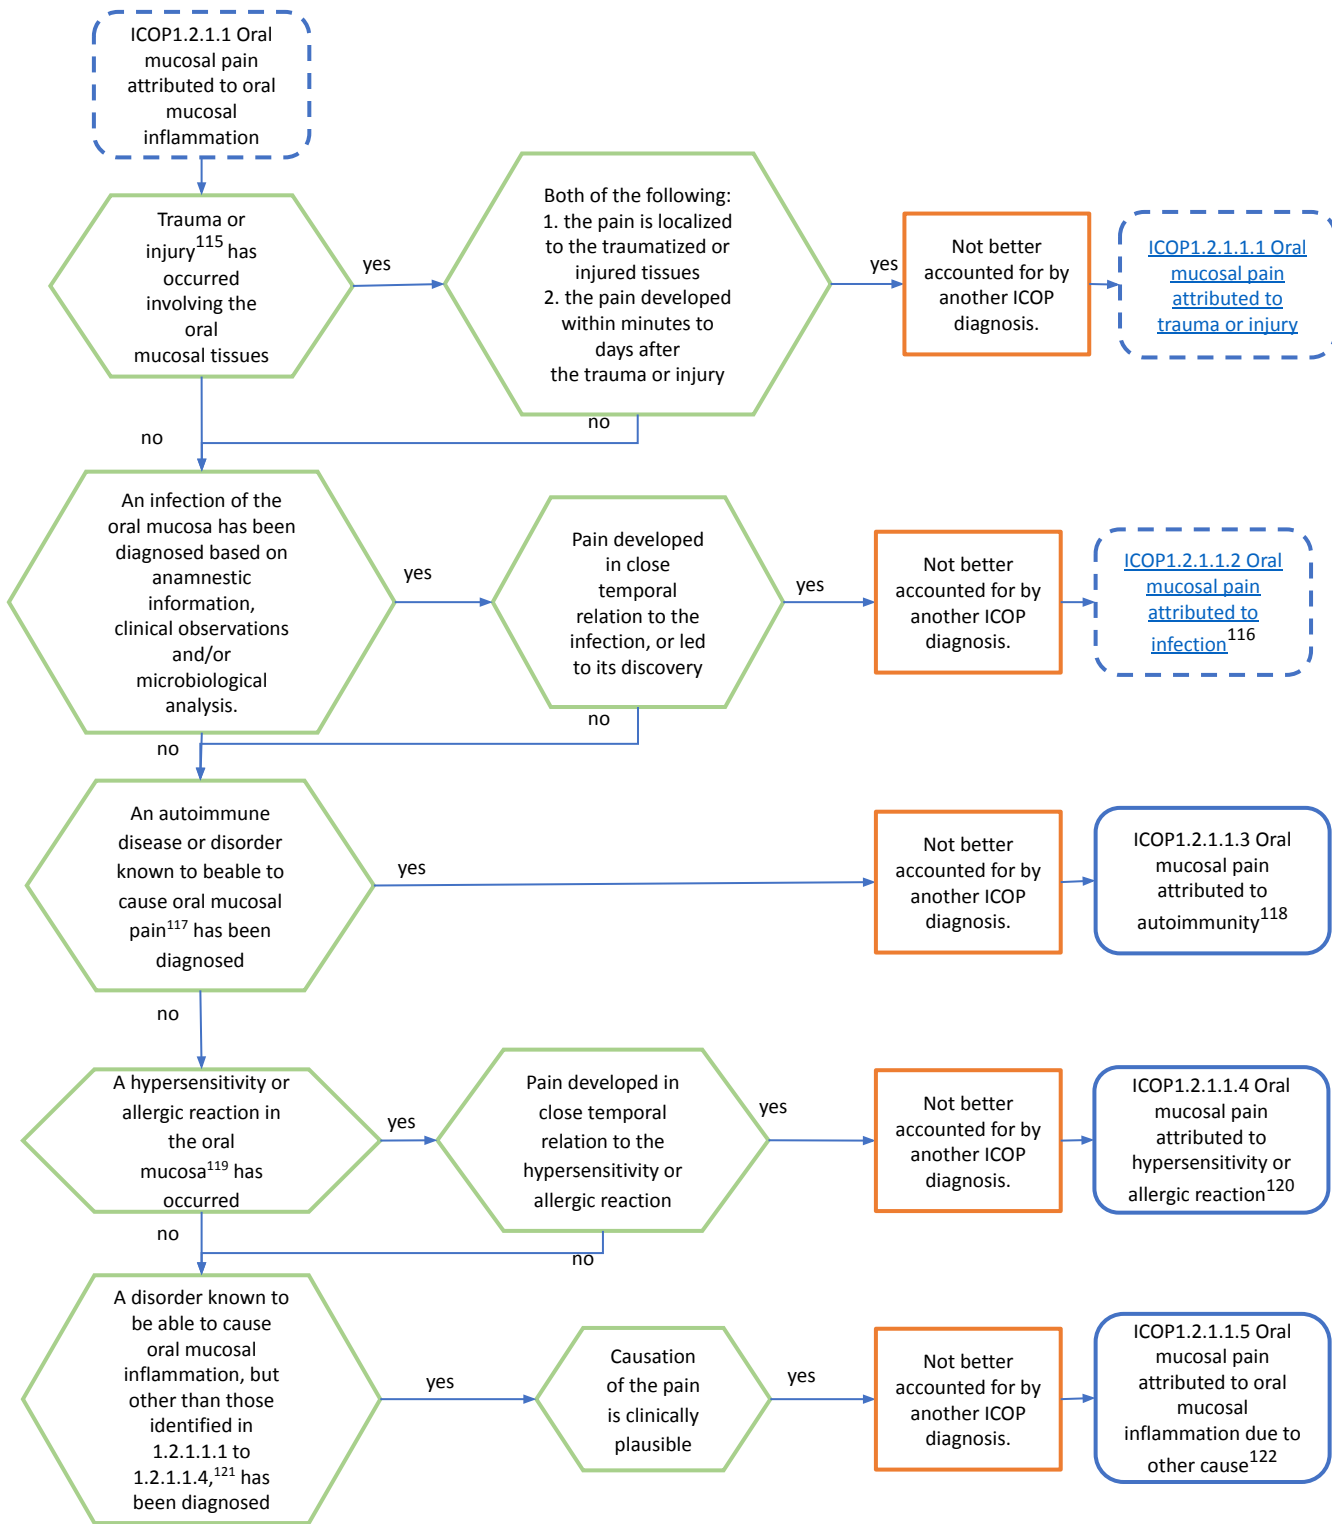 ICOP1.2.1.1 Oral
mucosal pain
attributed to oral
mucosal
inflammation
Trauma or
injury115 has
occurred
involving the
oral
mucosal tissues
yes
Both of the following:
1. the pain is localized
to the traumatized or
injured tissues
2. the pain developed
within minutes to
days after
the trauma or injury
yes
Not better
accounted for by
another ICOP
diagnosis.
ICOP1.2.1.1.1 Oral
mucosal pain
attributed to
trauma or injury
no
no
An infection of the
oral mucosa has been
diagnosed based on
anamnestic
information,
clinical observations
and/or
microbiological
analysis.
yes
Pain developed
in close
temporal
relation to the
infection, or led
to its discovery
yes
Not better
accounted for by
another ICOP
diagnosis.
ICOP1.2.1.1.2 Oral
mucosal pain
attributed to
infection116
no
no
An autoimmune
disease or disorder
known to beable to
cause oral mucosal
pain117 has been
diagnosed
yes
Not better
accounted for by
another ICOP
diagnosis.
ICOP1.2.1.1.3 Oral
mucosal pain
attributed to
autoimmunity118
no
A hypersensitivity or
allergic reaction in
the oral
mucosa119 has
occurred
yes
Pain developed in
close temporal
relation to the
hypersensitivity or
allergic reaction
yes
Not better
accounted for by
another ICOP
diagnosis.
ICOP1.2.1.1.4 Oral
mucosal pain
attributed to
hypersensitivity or
allergic reaction120
no
no
A disorder known to
be able to cause
oral mucosal
inflammation, but
other than those
identified in
1.2.1.1.1 to
1.2.1.1.4,121 has
been diagnosed
yes
Causation
of the pain
is clinically
plausible
yes
Not better
accounted for by
another ICOP
diagnosis.
ICOP1.2.1.1.5 Oral
mucosal pain
attributed to oral
mucosal
inflammation due to
other cause122